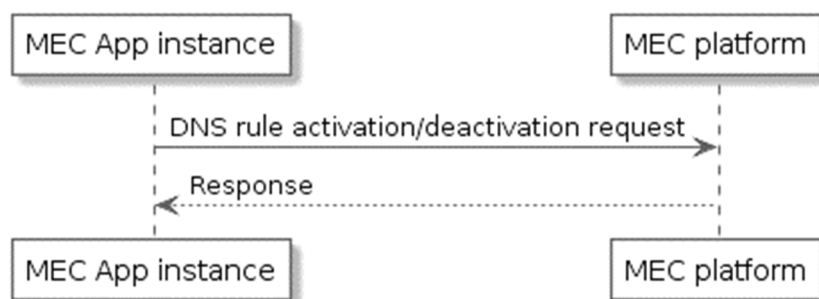 MEC App instance
MEC platform
DNS rule activation/deactivation request
Response
MEC App instance
MEC platform